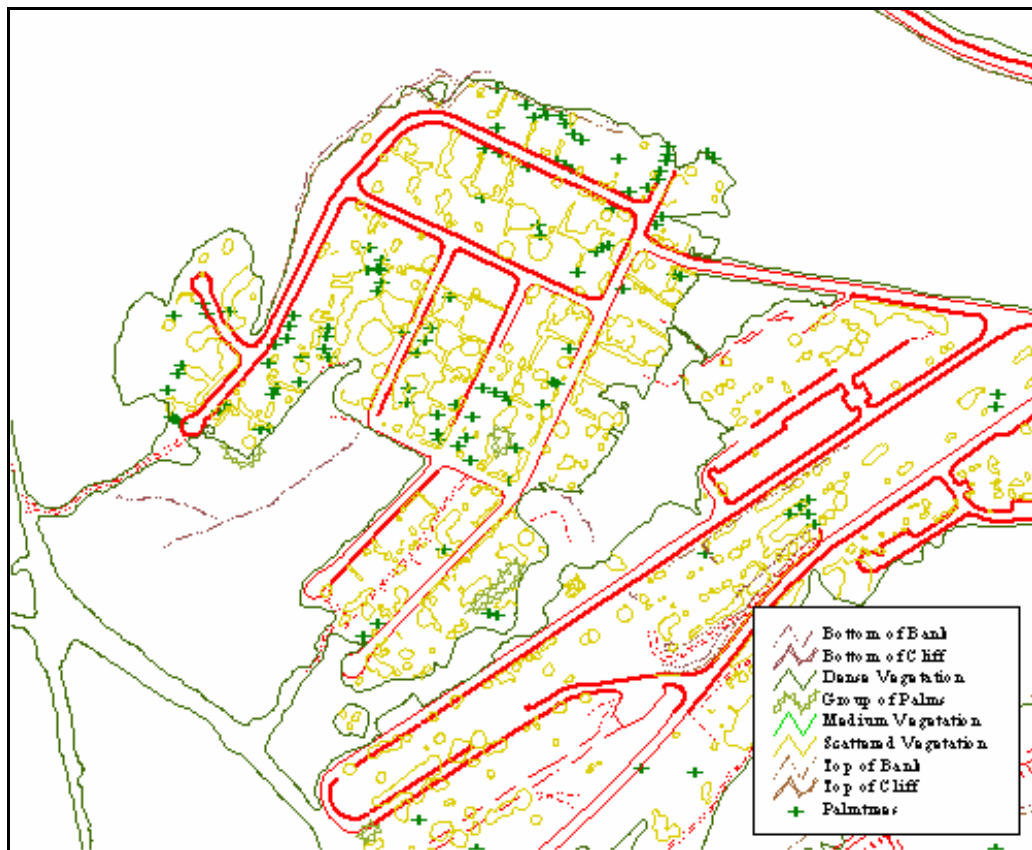 Bottom of Bank
Bottom of Cliff
Dense Vegetation
Group of Palms
Medium Vegetation
Scattered Vegetation
Top of Bank
Top of Cliff
Palmtrees